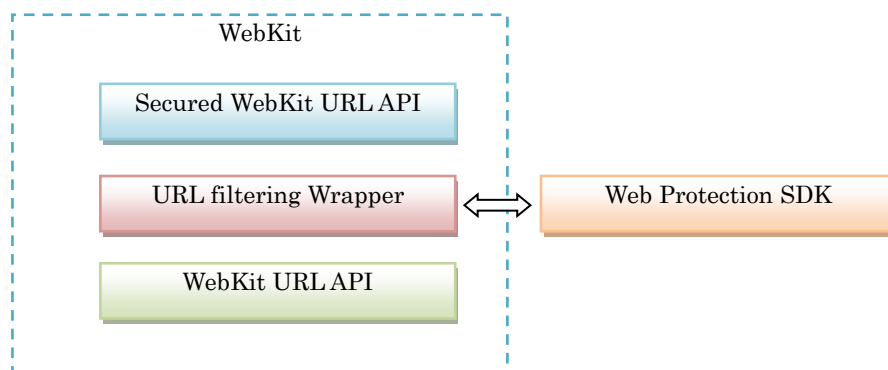 WebKit
Secured WebKit URL API
URL filtering Wrapper
Web Protection SDK
WebKit URL API